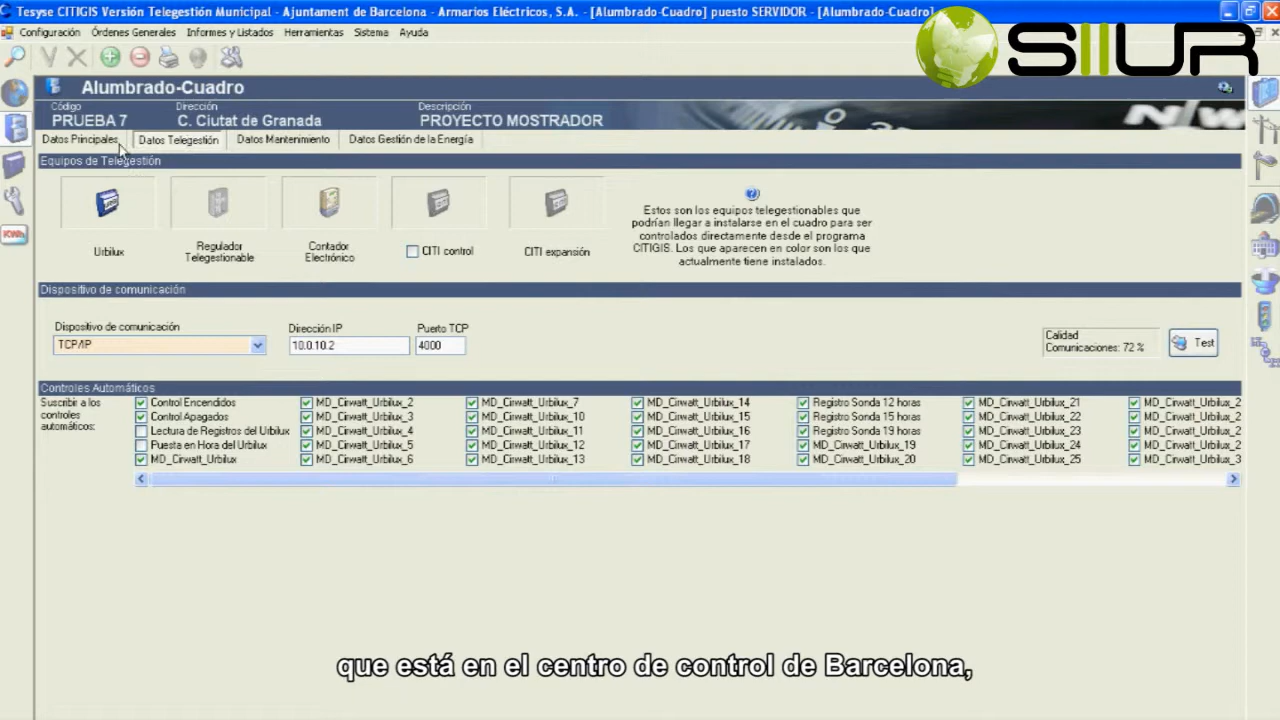 Tesyse CITIGIS Versión Telegestión Municipal - Ajuntament de Barcelona - Armarios Eléctricos, S.A. - [Alumbrado-Cuadro] puesto SERVIDOR - [Alumbrado-Cuadro]
Configuración Órdenes Generales Informes y Listados Herramientas Sistema Ayuda
SIIUR
Alumbrado-Cuadro
Código Dirección Descripción
PRUEBA 7 C. Ciutat de Granada PROYECTO MOSTRADOR
Datos Principales Datos Telegestión Datos Mantenimiento Datos Gestión de la Energía
Equipos de Telegestión
Urbilux
Regulador Telegestionable
Contador Electrónico
CITI control
CITI expansión
Estos son los equipos telegestionables que
podrían llegar a instalarse en el cuadro para ser
controlados directamente desde el programa
CITIGIS. Los que aparecen en color son los que
actualmente tiene instalados.
Dispositivo de comunicación
Dispositivo de comunicación Dirección IP Puerto TCP
TCP/IP 10.0.10.2 4000
Calidad
Comunicaciones: 72 %
Test
Controles Automáticos
Suscribir a los
controles
automáticos:
Control Encendidos MD_Cirwatt_Urbilux_2 MD_Cirwatt_Urbilux_7 MD_Cirwatt_Urbilux_14 Registro Sonda 12 horas MD_Cirwatt_Urbilux_21 MD_Cirwatt_Urbilux_2
Control Apagados MD_Cirwatt_Urbilux_3 MD_Cirwatt_Urbilux_10 MD_Cirwatt_Urbilux_15 Registro Sonda 15 horas MD_Cirwatt_Urbilux_22 MD_Cirwatt_Urbilux_2
Lectura de Registros del Urbilux MD_Cirwatt_Urbilux_4 MD_Cirwatt_Urbilux_11 MD_Cirwatt_Urbilux_16 Registro Sonda 19 horas MD_Cirwatt_Urbilux_23 MD_Cirwatt_Urbilux_2
Puesta en Hora del Urbilux MD_Cirwatt_Urbilux_5 MD_Cirwatt_Urbilux_12 MD_Cirwatt_Urbilux_17 MD_Cirwatt_Urbilux_19 MD_Cirwatt_Urbilux_24 MD_Cirwatt_Urbilux_2
MD_Cirwatt_Urbilux MD_Cirwatt_Urbilux_6 MD_Cirwatt_Urbilux_13 MD_Cirwatt_Urbilux_18 MD_Cirwatt_Urbilux_20 MD_Cirwatt_Urbilux_25 MD_Cirwatt_Urbilux_3
que está en el centro de control de Barcelona,